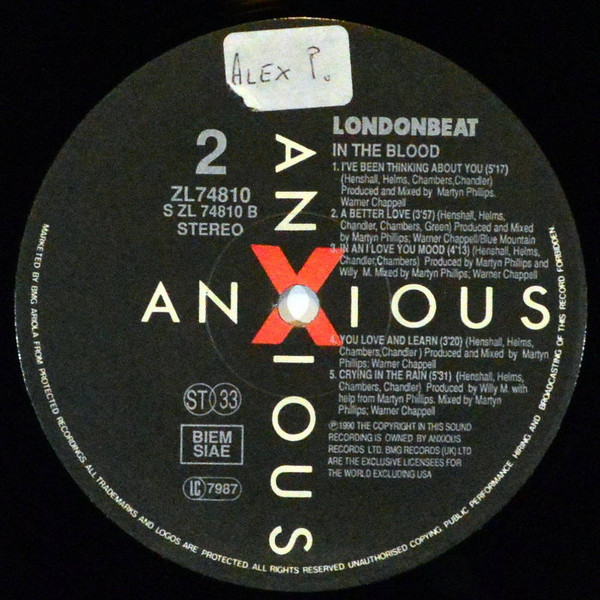 ALEX P.
2
ZL74810
S ZL 74810 B
STEREO
LONDONBEAT
IN THE BLOOD
1. I'VE BEEN THINKING ABOUT YOU (5'17)
(Henshall, Helms, Chambers,Chandler)
Produced and Mixed by Martyn Phillips.
Warner Chappell
2. A BETTER LOVE (3'57) (Henshall, Helms,
Chandler, Chambers, Green) Produced and Mixed
by Martyn Phillips; Warner Chappell/Blue Mountain
3. IN AN I LOVE YOU MOOD (4'13) (Henshall, Helms,
Chandler,Chambers) Produced by Martyn Phillips and
Willy M. Mixed by Martyn Phillips; Warner Chappell
ANXIOUS
ANXIOUS
4. YOU LOVE AND LEARN (3'20) (Henshall, Helms,
Chambers,Chandler) Produced and Mixed by Martyn
Phillips; Warner Chappell
5. CRYING IN THE RAIN (5'31) (Henshall, Helms,
Chambers, Chandler) Produced by Willy M. with
help from Martyn Phillips. Mixed by Martyn
Phillips; Warner Chappell
ST 33
BIEM
SIAE
LC 7987
℗1990 THE COPYRIGHT IN THIS SOUND
RECORDING IS OWNED BY ANXIOUS
RECORDS LTD. BMG RECORDS (UK) LTD
ARE THE EXCLUSIVE LICENSEES FOR
THE WORLD EXCLUDING USA
MARKETED BY BMG ARIOLA FROM PROTECTED RECORDINGS. ALL TRADEMARKS AND LOGOS ARE PROTECTED. ALL RIGHTS RESERVED. UNAUTHORISED COPYING, PUBLIC PERFORMANCE, HIRING AND BROADCASTING OF THIS RECORD FORBIDDEN.